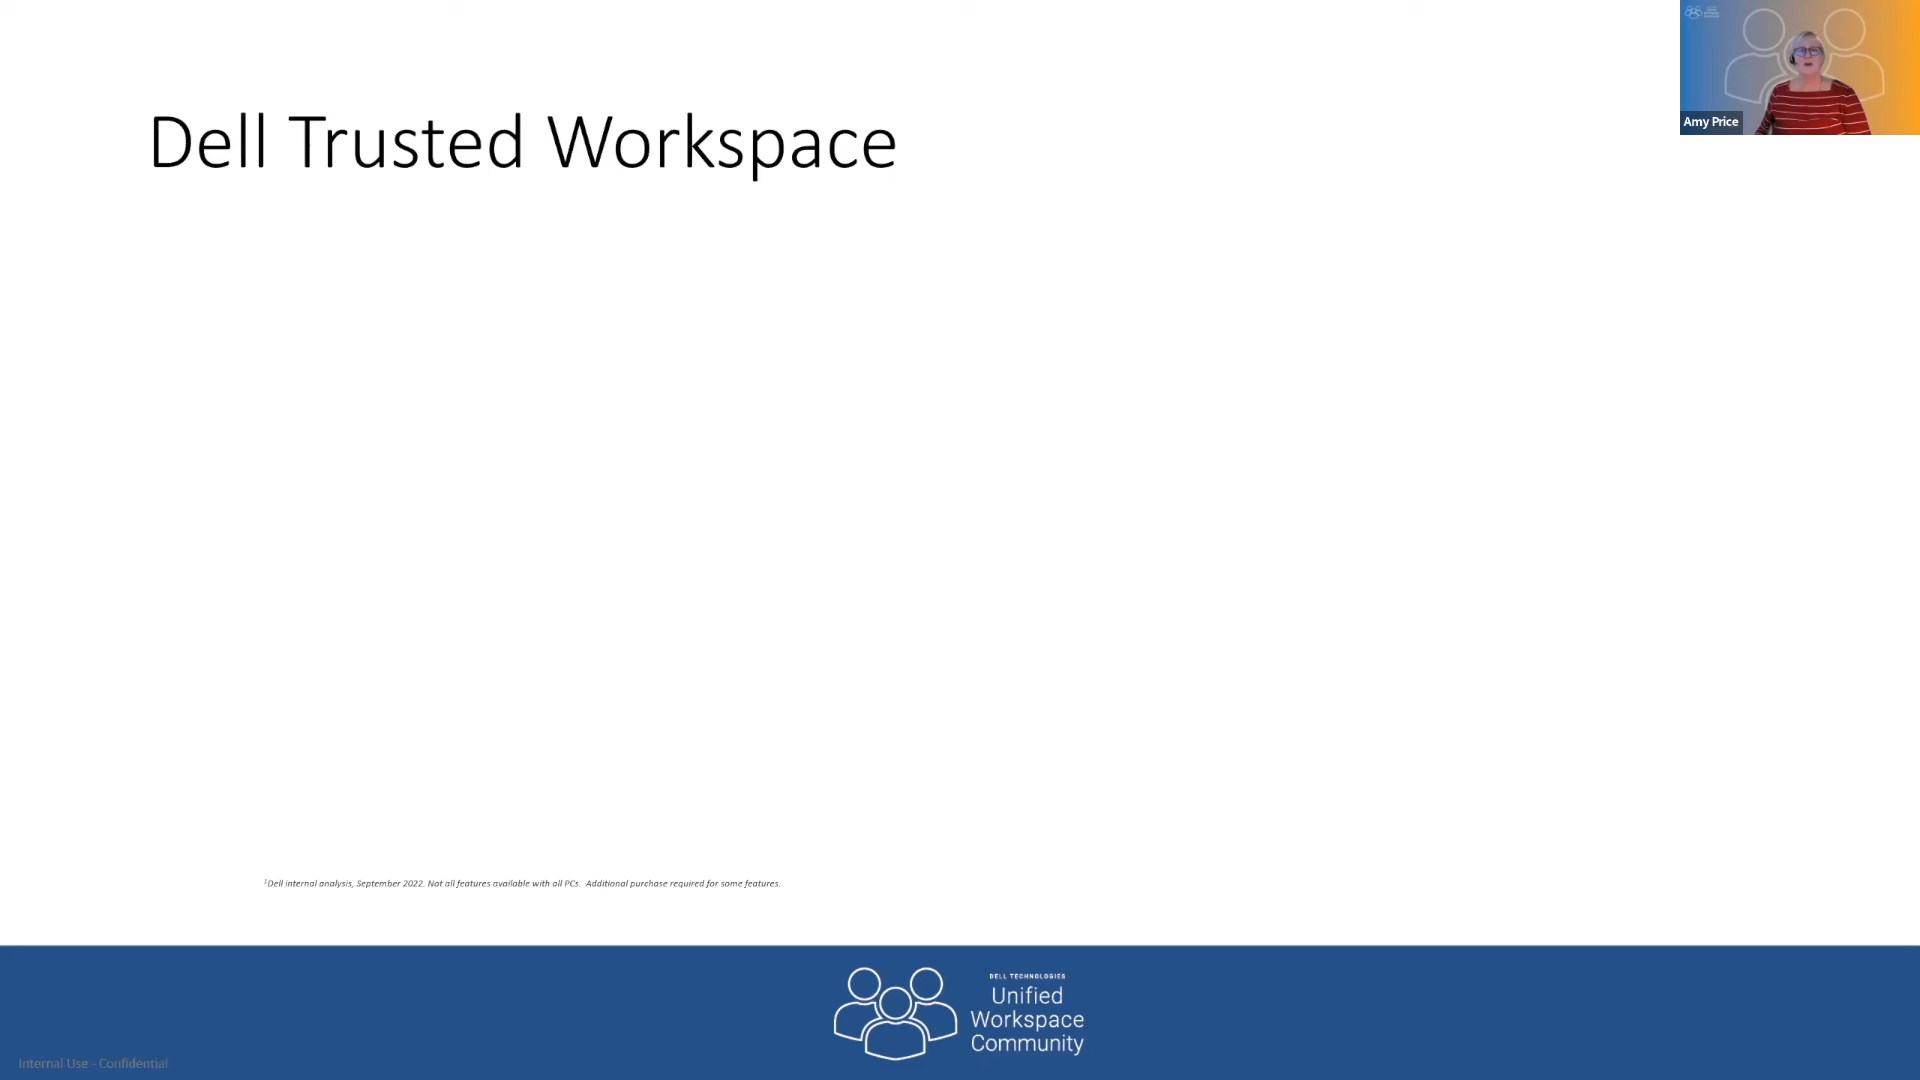 Dell Trusted Workspace
Amy Price
¹Dell internal analysis, September 2022. Not all features available with all PCs. Additional purchase required for some features.
DELL TECHNOLOGIES
Unified
Workspace
Community
Internal Use - Confidential